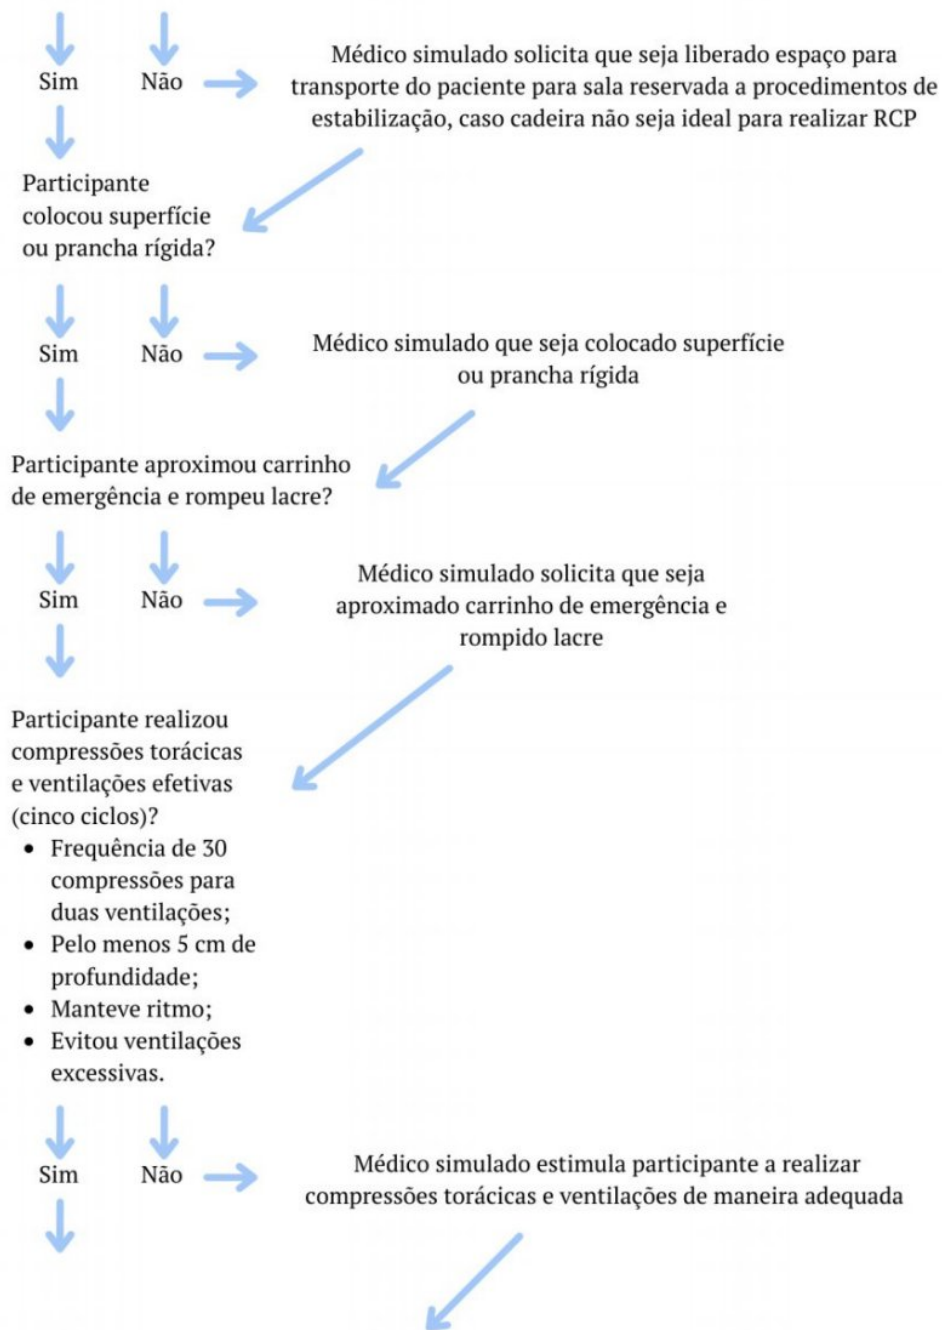 Sim
Não
Médico simulado solicita que seja liberado espaço para
transporte do paciente para sala reservada a procedimentos de
estabilização, caso cadeira não seja ideal para realizar RCP
Participante
colocou superfície
ou prancha rígida?
Sim
Não
Médico simulado que seja colocado superfície
ou prancha rígida
Participante aproximou carrinho
de emergência e rompeu lacre?
Sim
Não
Médico simulado solicita que seja
aproximado carrinho de emergência e
rompido lacre
Participante realizou
compressões torácicas
e ventilações efetivas
(cinco ciclos)?
• Frequência de 30
compressões para
duas ventilações;
• Pelo menos 5 cm de
profundidade;
• Manteve ritmo;
• Evitou ventilações
excessivas.
Sim
Não
Médico simulado estimula participante a realizar
compressões torácicas e ventilações de maneira adequada